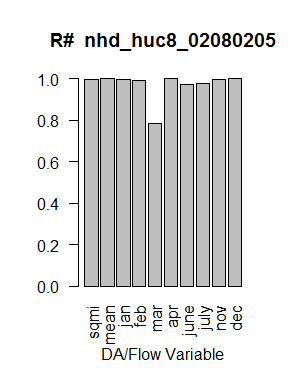 R#  nhd_huc8_02080205
1.0
0.8
0.6
0.4
0.2
0.0
sqmi
mean
jan
feb
mar
apr
june
july
nov
dec
DA/Flow Variable